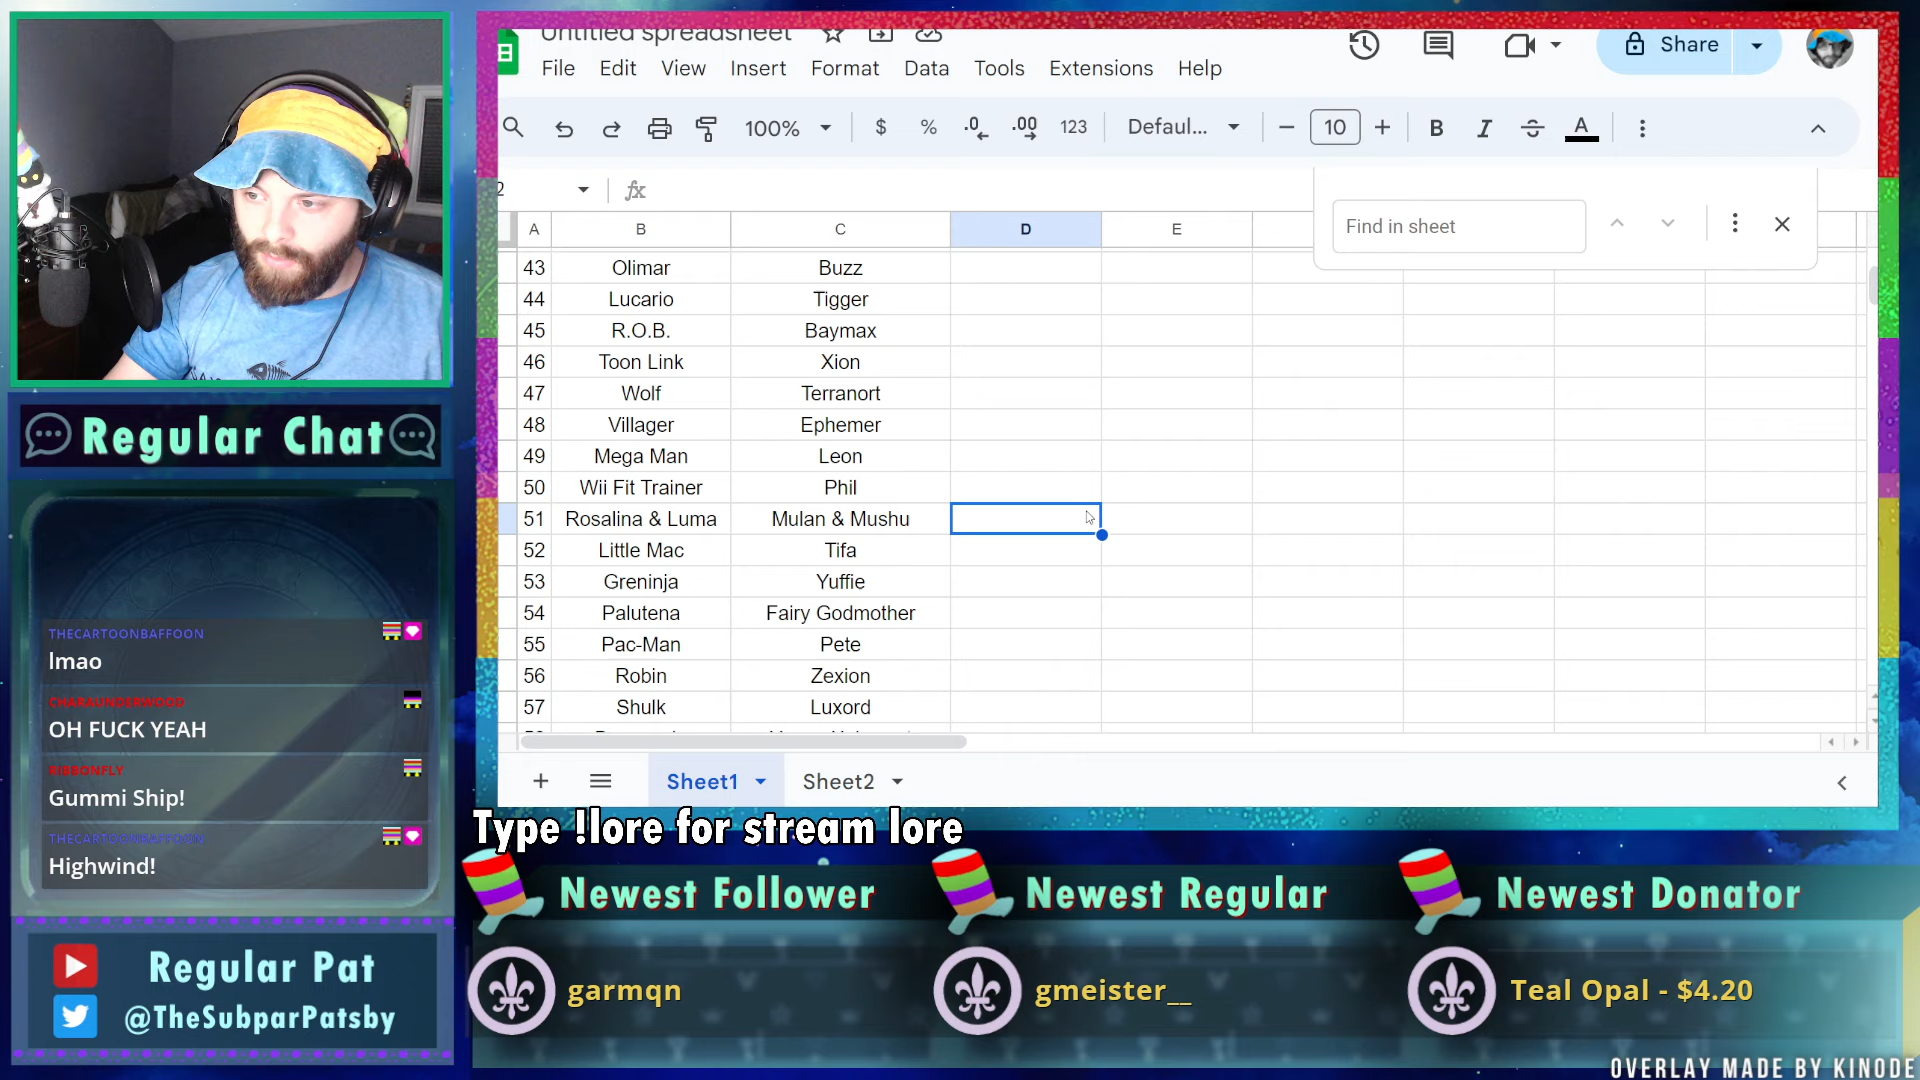 Untitled spreadsheet
File Edit View Insert Format Data Tools Extensions Help
Share
100% $ % .0 .00 123 Defaul... 10 B I S A
2 fx
Find in sheet
A B C D E
43 Olimar Buzz
44 Lucario Tigger
45 R.O.B. Baymax
46 Toon Link Xion
47 Wolf Terranort
48 Villager Ephemer
49 Mega Man Leon
50 Wii Fit Trainer Phil
51 Rosalina & Luma Mulan & Mushu
52 Little Mac Tifa
53 Greninja Yuffie
54 Palutena Fairy Godmother
55 Pac-Man Pete
56 Robin Zexion
57 Shulk Luxord
Sheet1 Sheet2
Regular Chat
THECARTOONBAFFOON
lmao
CHARAUNDERWOOD
OH FUCK YEAH
RIBBONFLY
Gummi Ship!
THECARTOONBAFFOON
Highwind!
Regular Pat
@TheSubparPatsby
Type !lore for stream lore
Newest Follower
garmqn
Newest Regular
gmeister__
Newest Donator
Teal Opal - $4.20
OVERLAY MADE BY KINODE